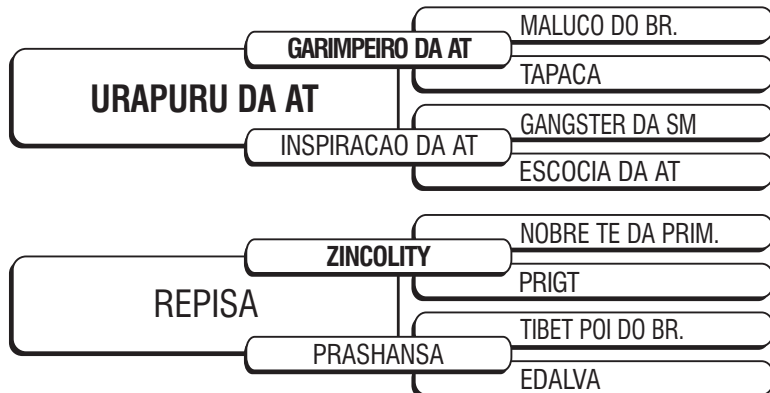 MALUCO DO BR.
GARIMPEIRO DA AT
TAPACA
URAPURU DA AT
GANGSTER DA SM
INSPIRACAO DA AT
ESCOCIA DA AT
NOBRE TE DA PRIM.
ZINCOLITY
PRIGT
REPISA
TIBET POI DO BR.
PRASHANSA
EDALVA